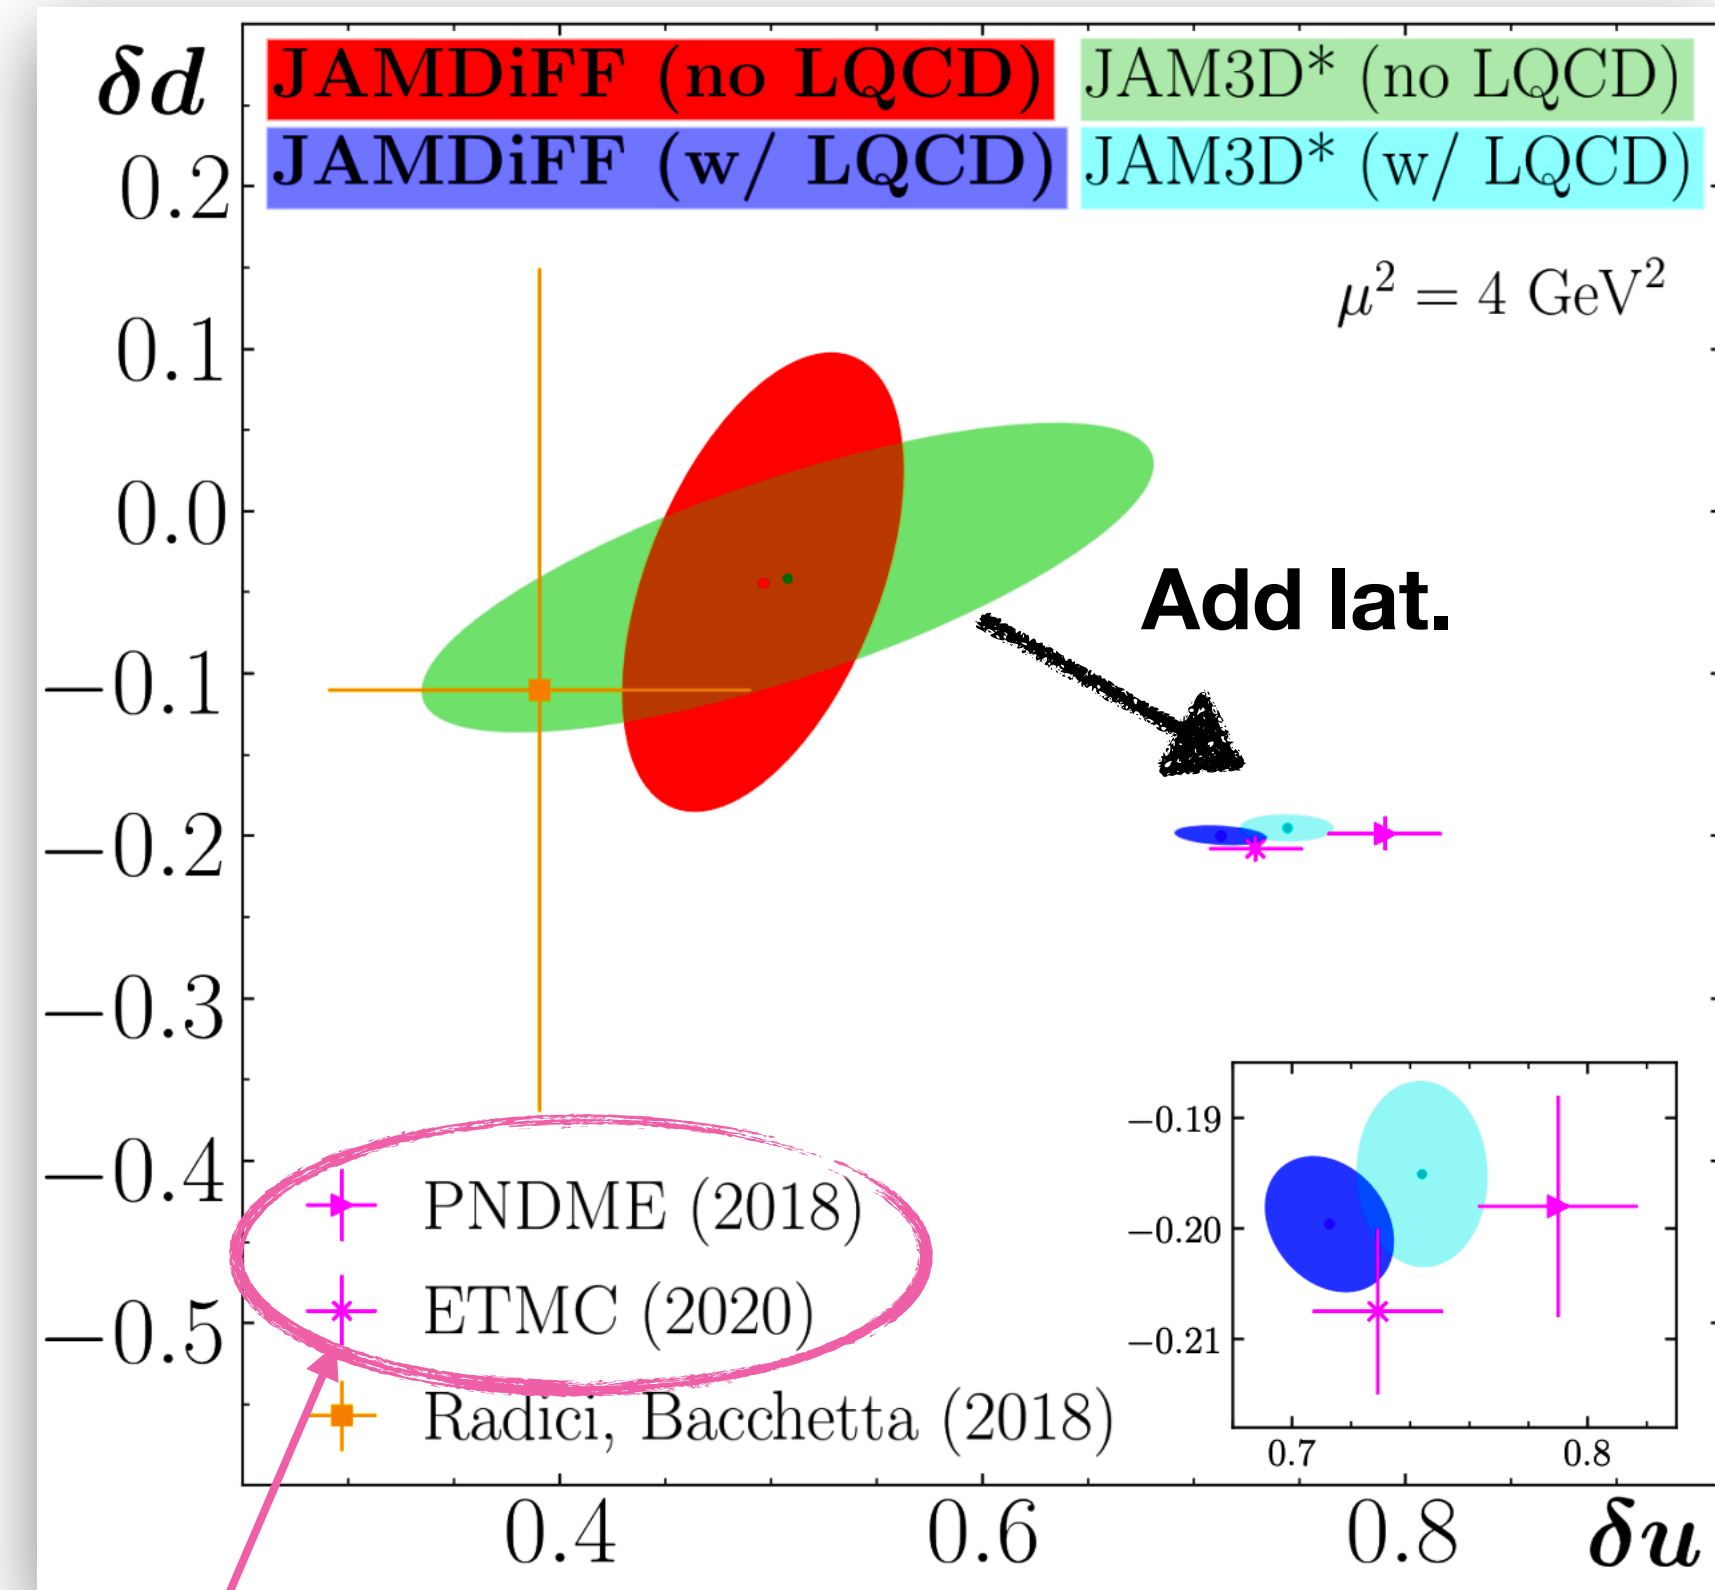 δd
JAMDiFF (no LQCD) JAM3D* (no LQCD)
JAMDiFF (w/ LQCD) JAM3D* (w/ LQCD)
0.2
μ² = 4 GeV²
0.1
0.0
Add lat.
−0.1
−0.2
−0.3
−0.4
−0.5
PNDME (2018)
ETMC (2020)
Radici, Bacchetta (2018)
−0.19
−0.20
−0.21
0.7 0.8
0.4 0.6 0.8 δu